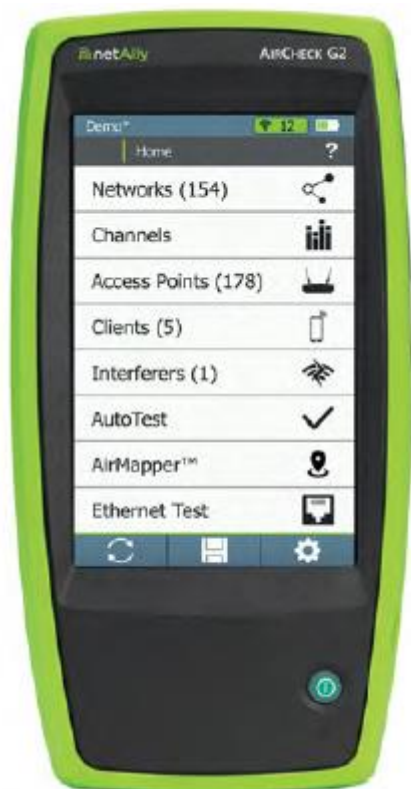 netAlly
AIRCHECK G2
Demo*
12
Home
?
Networks (154)
Channels
Access Points (178)
Clients (5)
Interferers (1)
AutoTest
AirMapper™
Ethernet Test